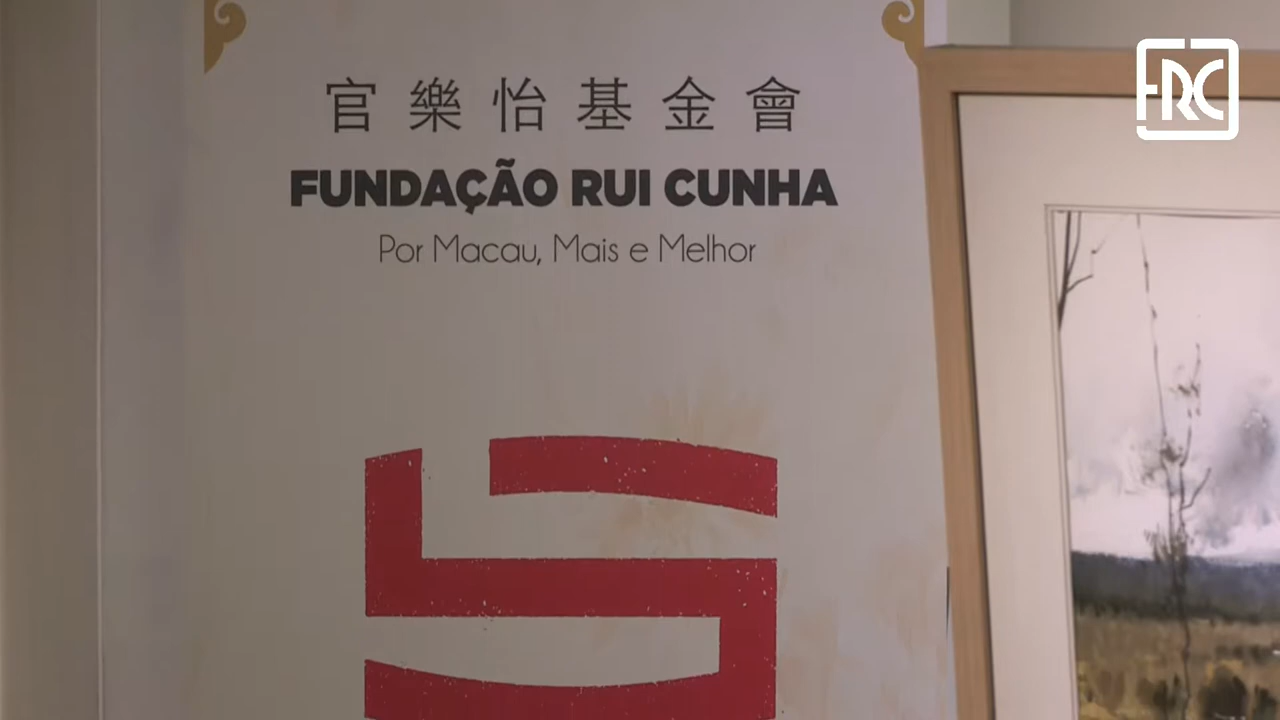 官樂怡基金會
FUNDAÇÃO RUI CUNHA
Por Macau, Mais e Melhor
FRC